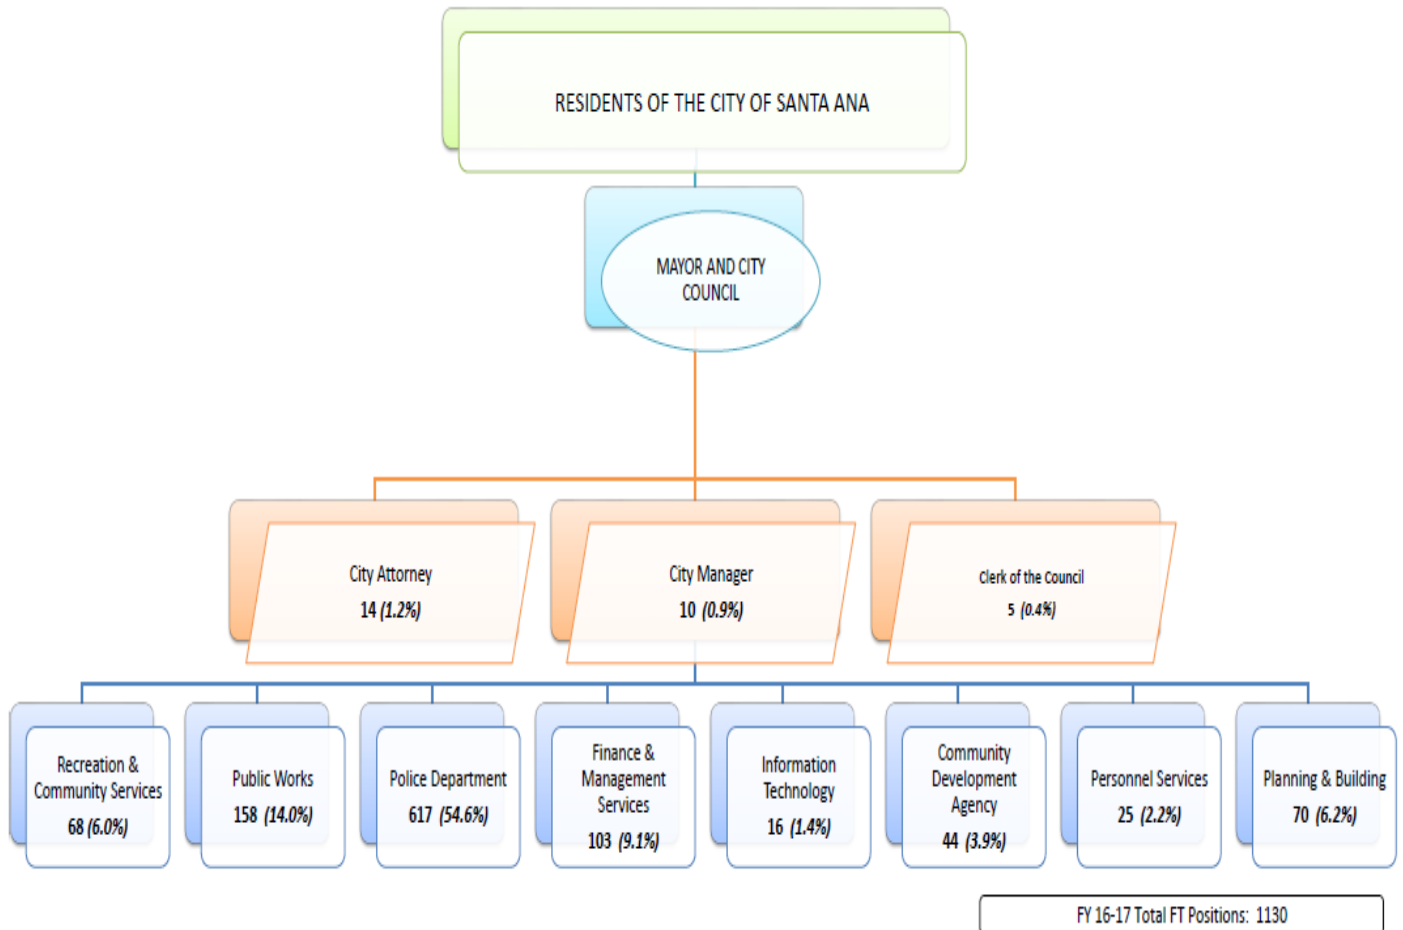 RESIDENTS OF THE CITY OF SANTA ANA
MAYOR AND CITY
COUNCIL
City Attorney
14 (1.2%)
City Manager
10 (0.9%)
Clerk of the Council
5 (0.4%)
Recreation &
Community Services
68 (6.0%)
Public Works
158 (14.0%)
Police Department
617 (54.6%)
Finance &
Management
Services
103 (9.1%)
Information
Technology
16 (1.4%)
Community
Development
Agency
44 (3.9%)
Personnel Services
25 (2.2%)
Planning & Building
70 (6.2%)
FY 16-17 Total FT Positions: 1130